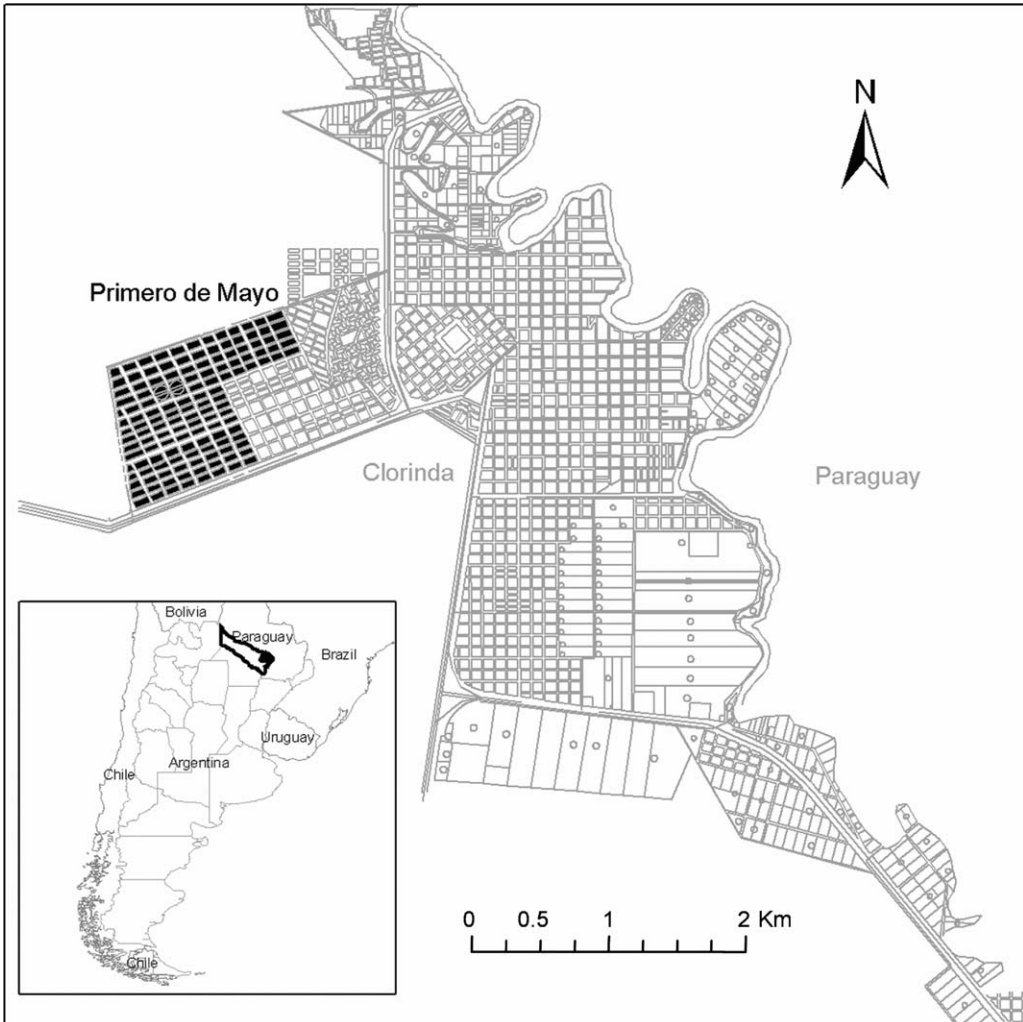 N
Primero de Mayo
Clorinda
Paraguay
Bolivia
Paraguay
Brazil
Uruguay
Argentina
Chile
Chile
0 0.5 1 2 Km